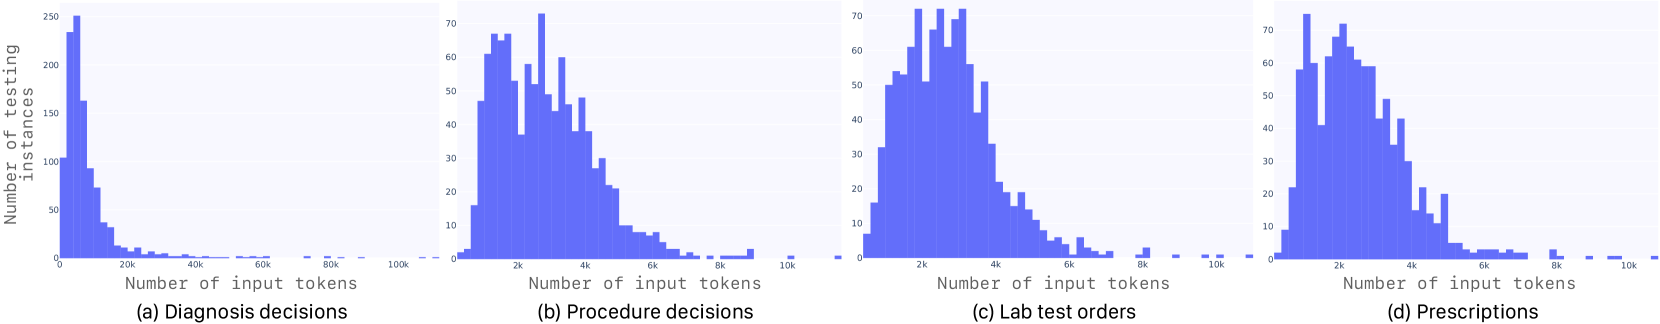 Number of testing
instances
250
200
150
100
50
0
0 20k 40k 60k 80k 100k
Number of input tokens
(a) Diagnosis decisions
70
60
50
40
30
20
10
0
2k 4k 6k 8k 10k
Number of input tokens
(b) Procedure decisions
70
60
50
40
30
20
10
0
2k 4k 6k 8k 10k
Number of input tokens
(c) Lab test orders
70
60
50
40
30
20
10
0
2k 4k 6k 8k 10k
Number of input tokens
(d) Prescriptions